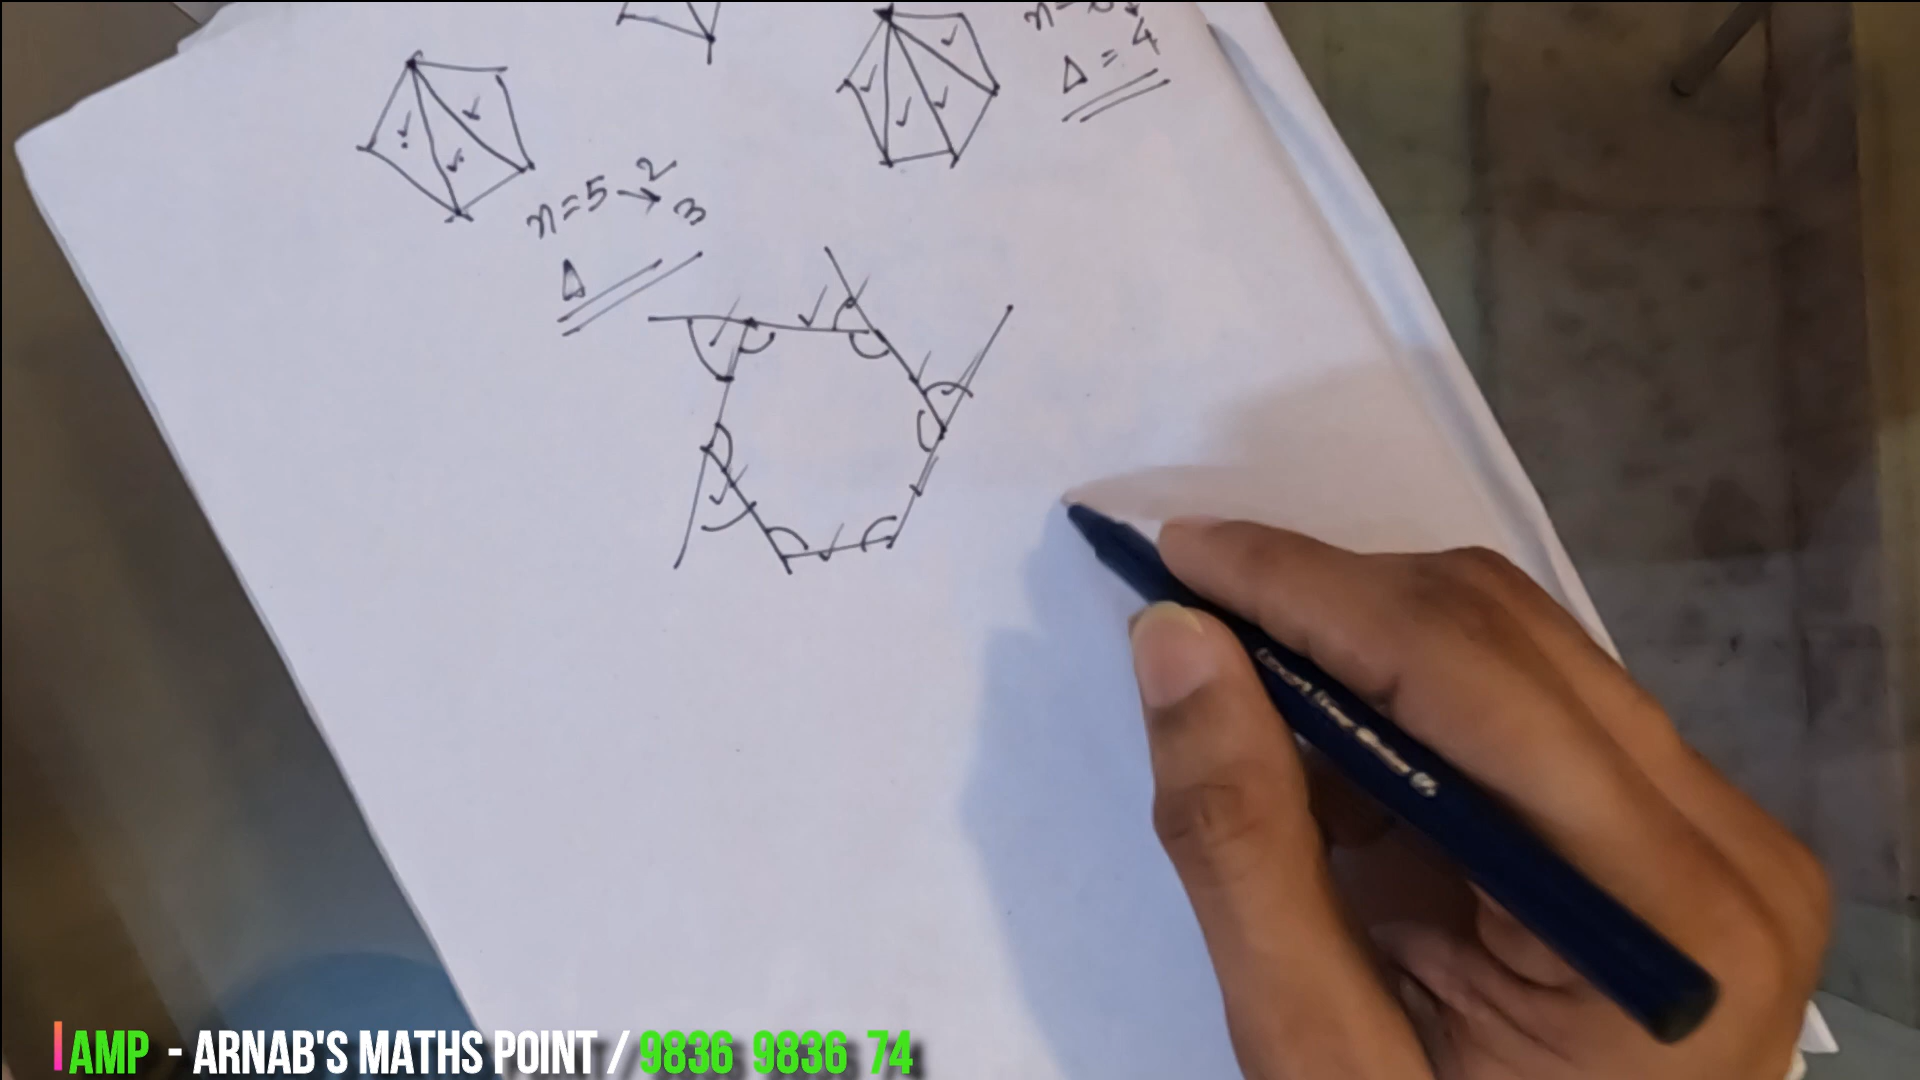 Δ = 4
n=5 → 2
3
Δ
AMP - ARNAB'S MATHS POINT / 9836 9836 74